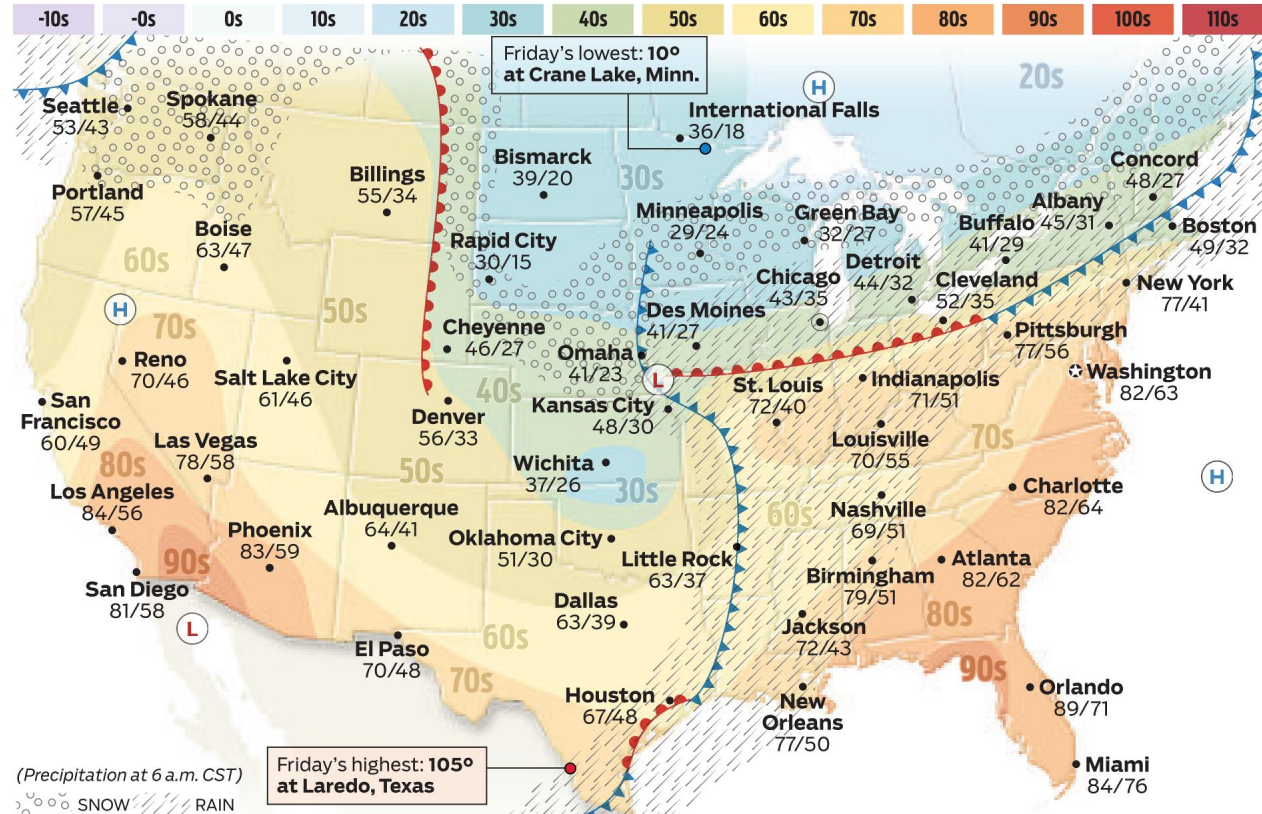 -10s -0s 0s 10s 20s 30s 40s 50s 60s 70s 80s 90s 100s 110s
Friday's lowest: 10°
at Crane Lake, Minn.
H
20s
Seattle
53/43
Spokane
58/44
International Falls
36/18
Portland
57/45
Billings
55/34
Bismarck
39/20
30s
Concord
48/27
Boise
63/47
60s
Rapid City
30/15
Minneapolis
29/24
Green Bay
32/27
Buffalo
41/29
Albany
45/31
Boston
49/32
H
70s
50s
Chicago
43/35
Detroit
44/32
Cleveland
52/35
New York
77/41
Reno
70/46
Salt Lake City
61/46
Cheyenne
46/27
Des Moines
41/27
Omaha
41/23
L
Pittsburgh
77/56
Washington
82/63
San
Francisco
60/49
Denver
56/33
40s
Kansas City
48/30
St. Louis
72/40
Indianapolis
71/51
Las Vegas
78/58
80s
50s
Wichita
37/26
30s
Louisville
70/55
70s
H
Los Angeles
84/56
Albuquerque
64/41
Oklahoma City
51/30
60s
Nashville
69/51
Charlotte
82/64
Phoenix
83/59
90s
Little Rock
63/37
Birmingham
79/51
Atlanta
82/62
San Diego
81/58
L
Dallas
63/39
Jackson
72/43
80s
El Paso
70/48
60s
70s
90s
Houston
67/48
New
Orleans
77/50
Orlando
89/71
Friday's highest: 105°
at Laredo, Texas
Miami
84/76
(Precipitation at 6 a.m. CST)
SNOW RAIN